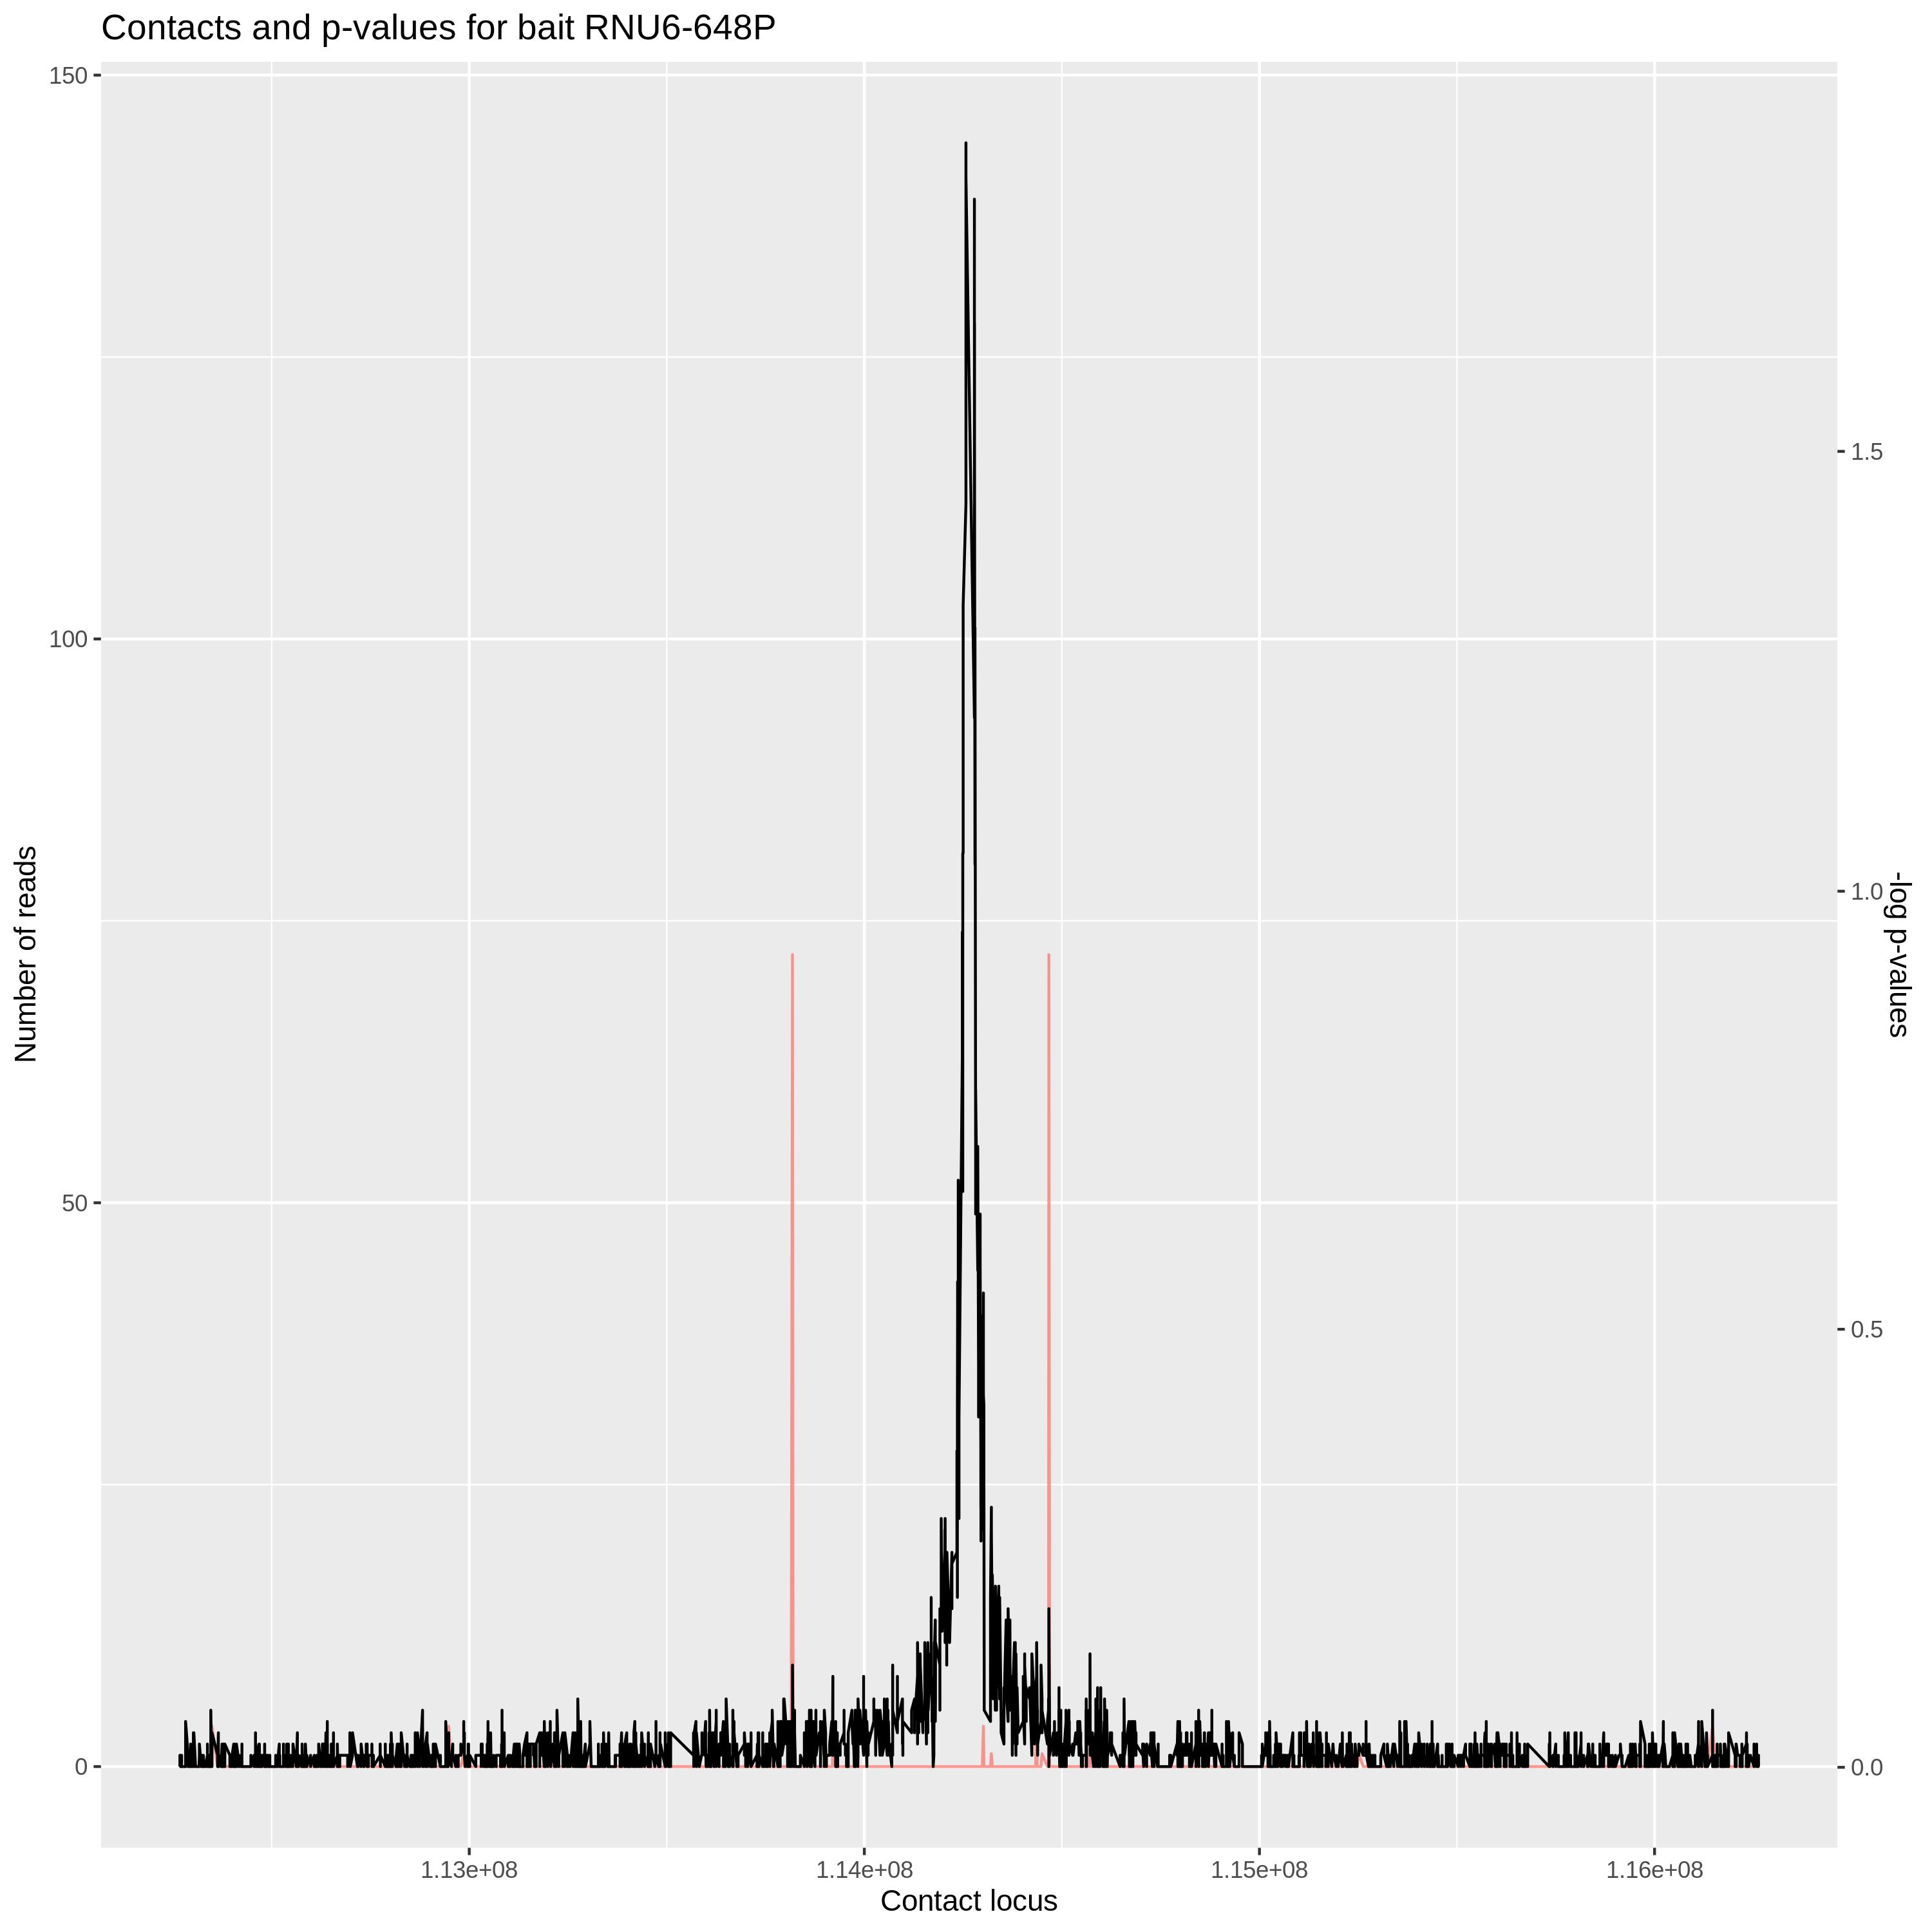 Contacts and p-values for bait RNU6-648P
150
100
50
0
Number of reads
1.5
1.0
0.5
0.0
-log p-values
1.13e+08
1.14e+08
1.15e+08
1.16e+08
Contact locus